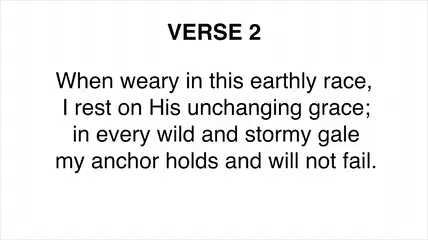 VERSE 2
When weary in this earthly race,
I rest on His unchanging grace;
in every wild and stormy gale
my anchor holds and will not fail.